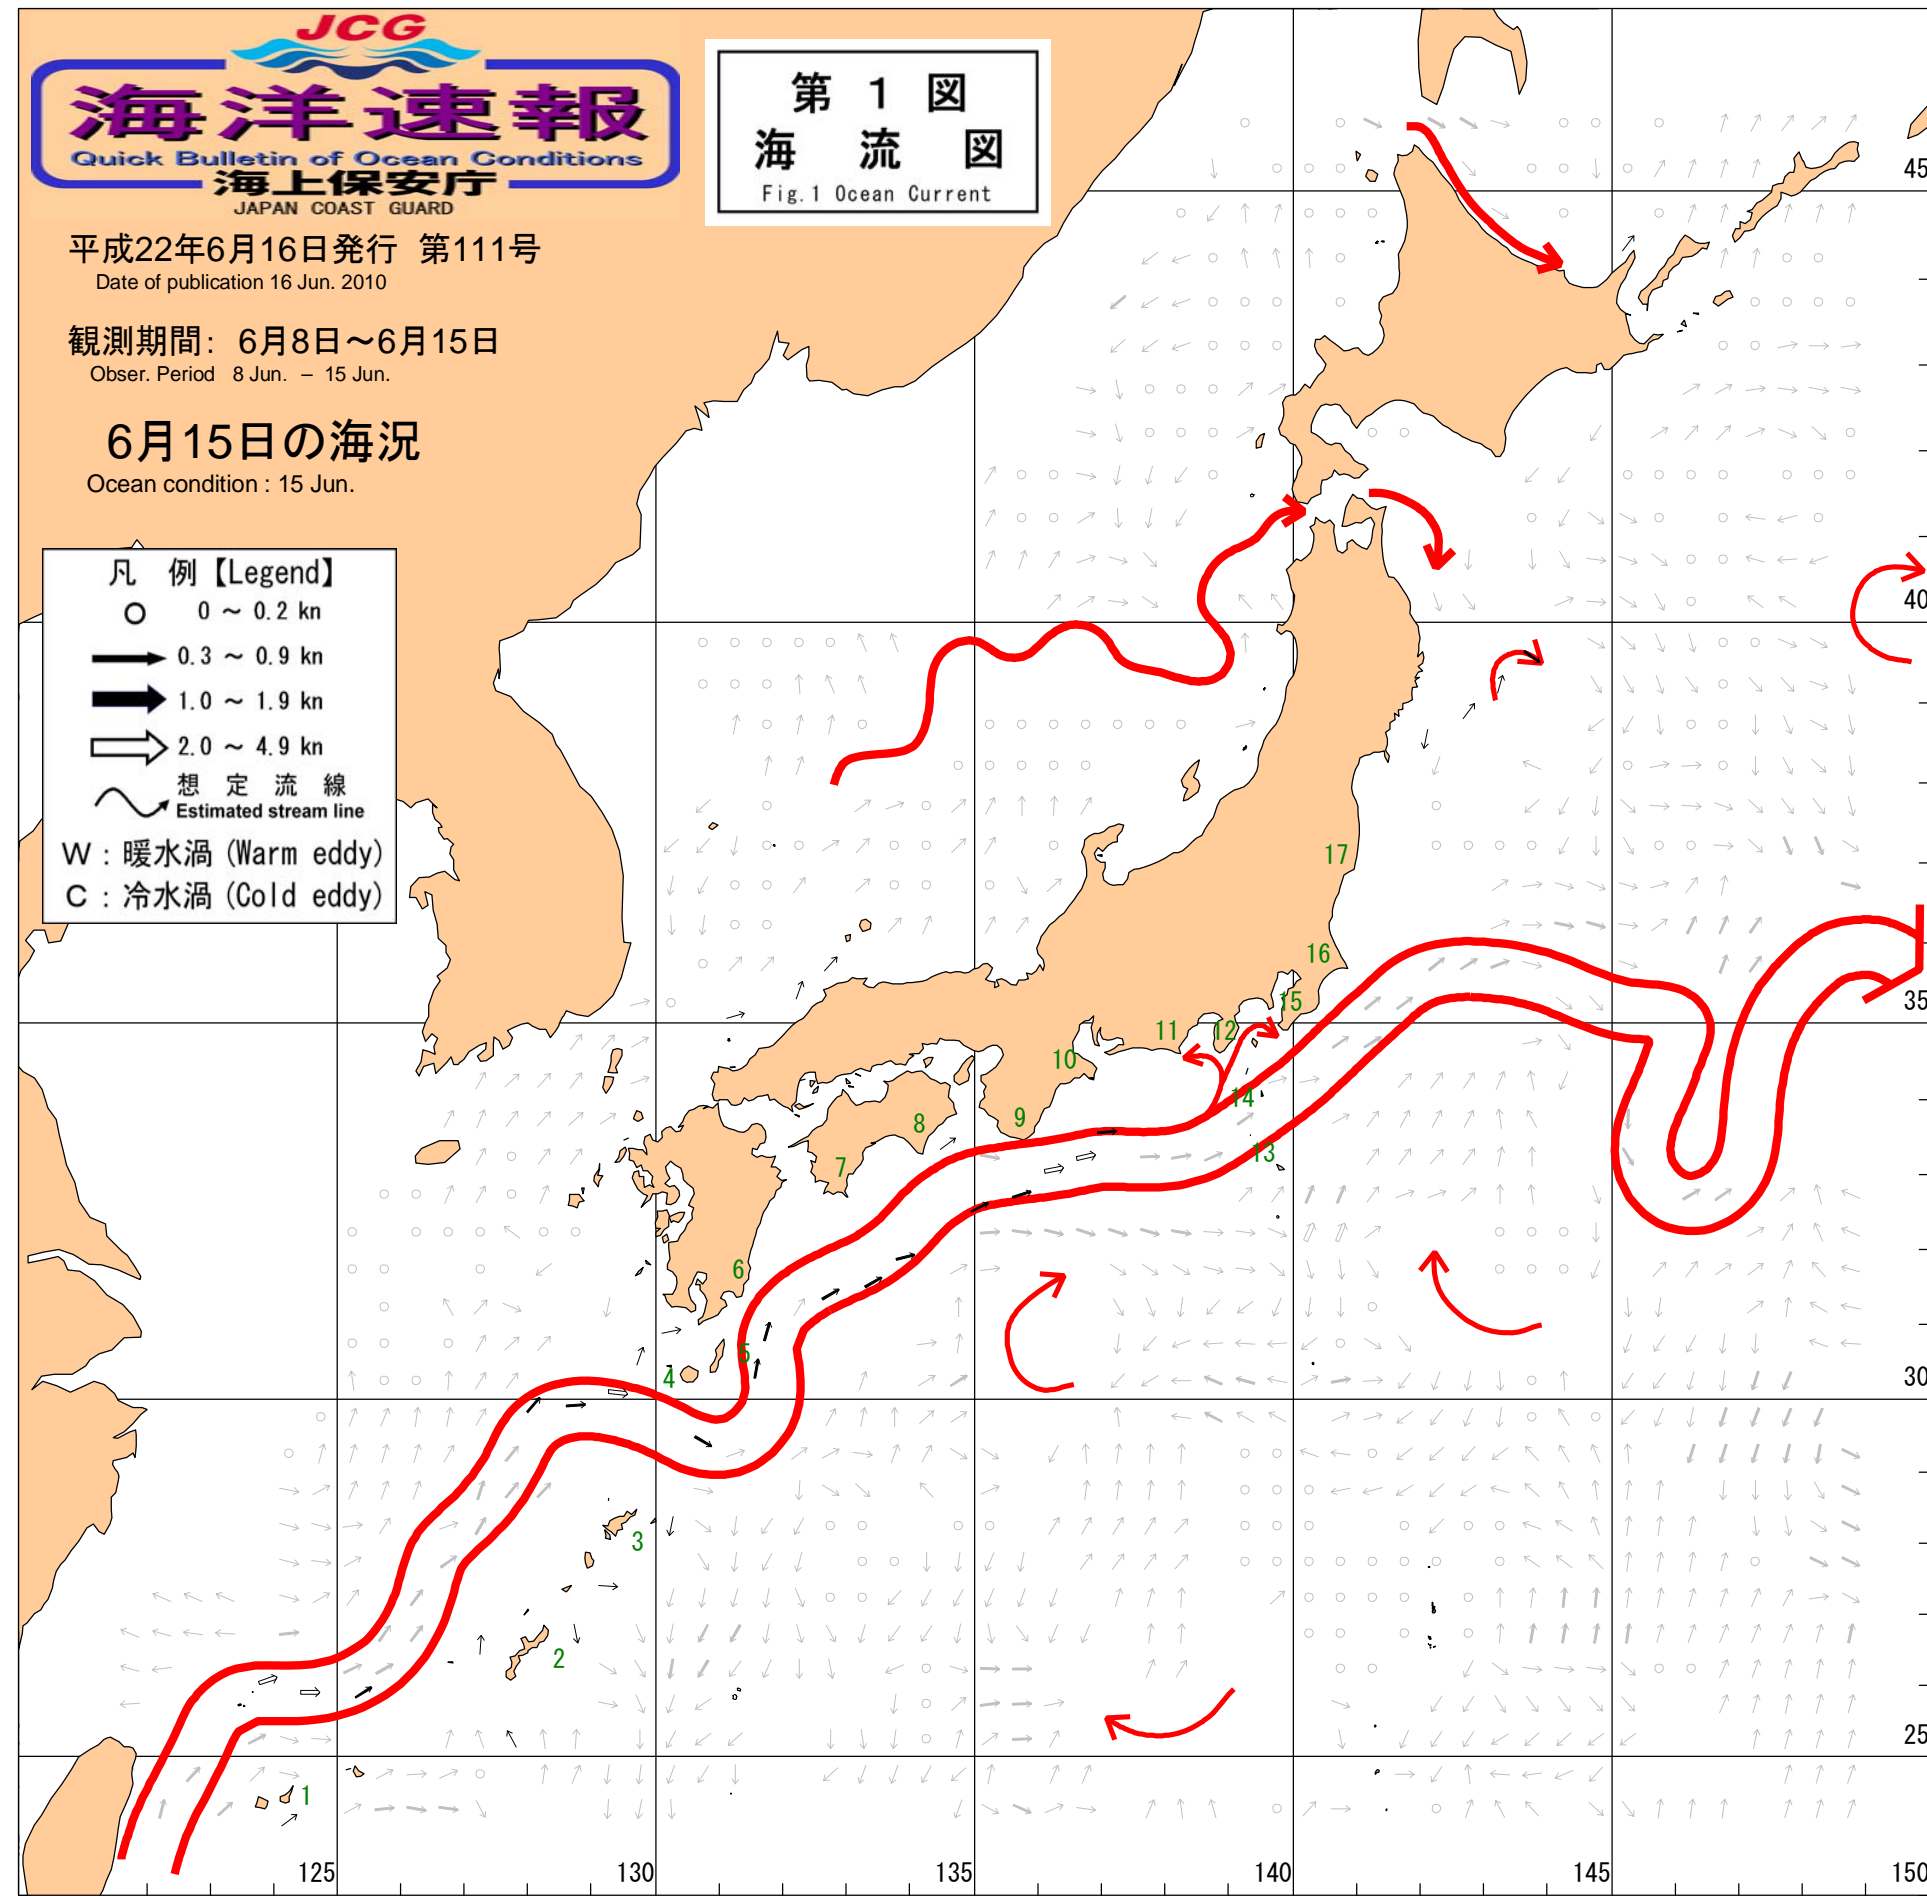 JCG
海洋速報
Quick Bulletin of Ocean Conditions
海上保安庁
JAPAN COAST GUARD
第 1 図
海 流 図
Fig.1 Ocean Current
平成22年6月16日発行 第111号
Date of publication 16 Jun. 2010
観測期間: 6月8日～6月15日
Obser. Period 8 Jun. – 15 Jun.
6月15日の海況
Ocean condition : 15 Jun.
凡 例【Legend】
0 ～ 0.2 kn
0.3 ～ 0.9 kn
1.0 ～ 1.9 kn
2.0 ～ 4.9 kn
想 定 流 線
Estimated stream line
W : 暖水渦 (Warm eddy)
C : 冷水渦 (Cold eddy)
45
40
17
16
35
15
12
11
10
14
9
8
13
7
6
5
4
30
3
2
25
1
125
130
135
140
145
150